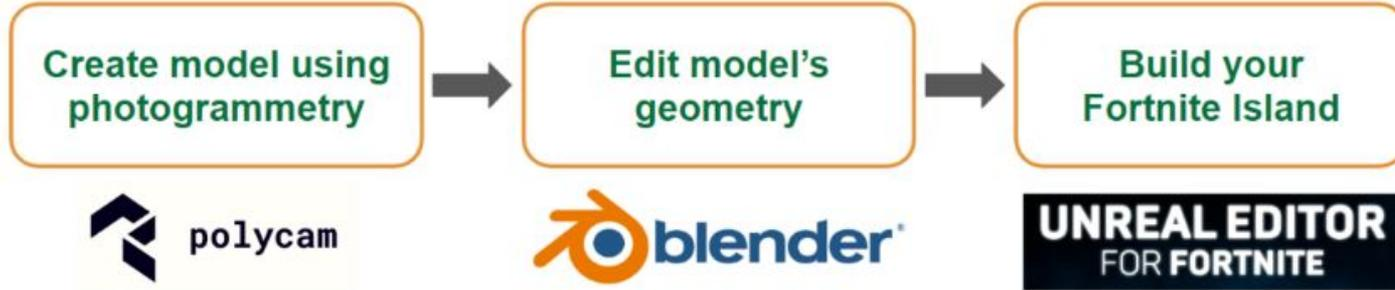 Create model using
photogrammetry
Edit model's
geometry
Build your
Fortnite Island
polycam
blender
UNREAL EDITOR
FOR FORTNITE